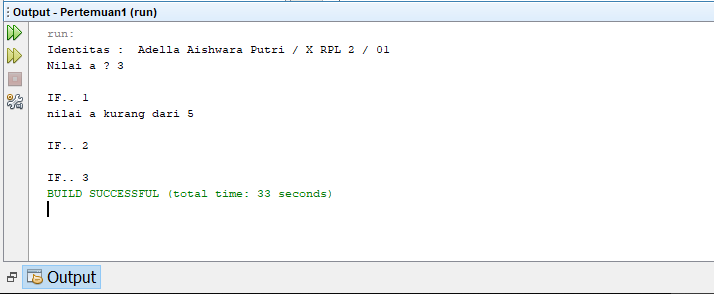 Output - Pertemuan1 (run)
run:
Identitas :  Adella Aishwara Putri / X RPL 2 / 01
Nilai a ? 3
IF.. 1
nilai a kurang dari 5
IF.. 2
IF.. 3
BUILD SUCCESSFUL (total time: 33 seconds)
Output